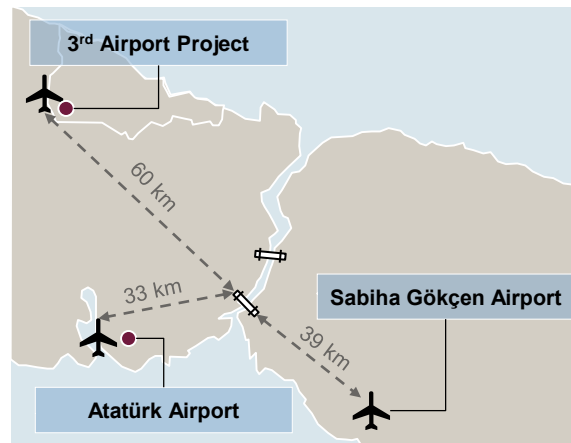 3rd Airport Project
60 km
33 km
Sabiha Gökçen Airport
39 km
Atatürk Airport